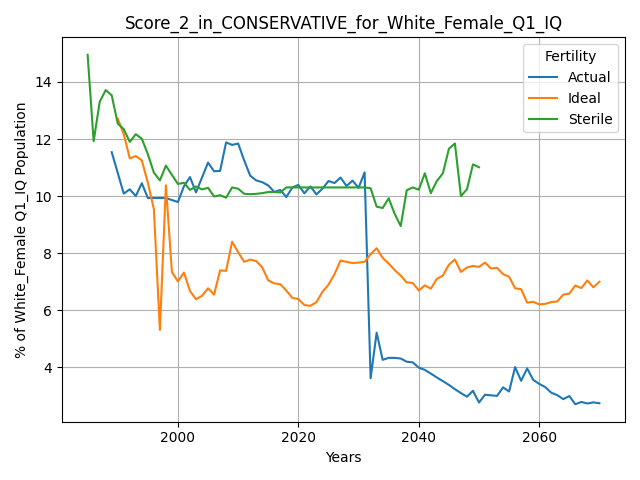 Score_2_in_CONSERVATIVE_for_White_Female_Q1_IQ
% of White_Female Q1_IQ Population
14
12
10
8
6
4
Fertility
Actual
Ideal
Sterile
2000
2020
2040
2060
Years